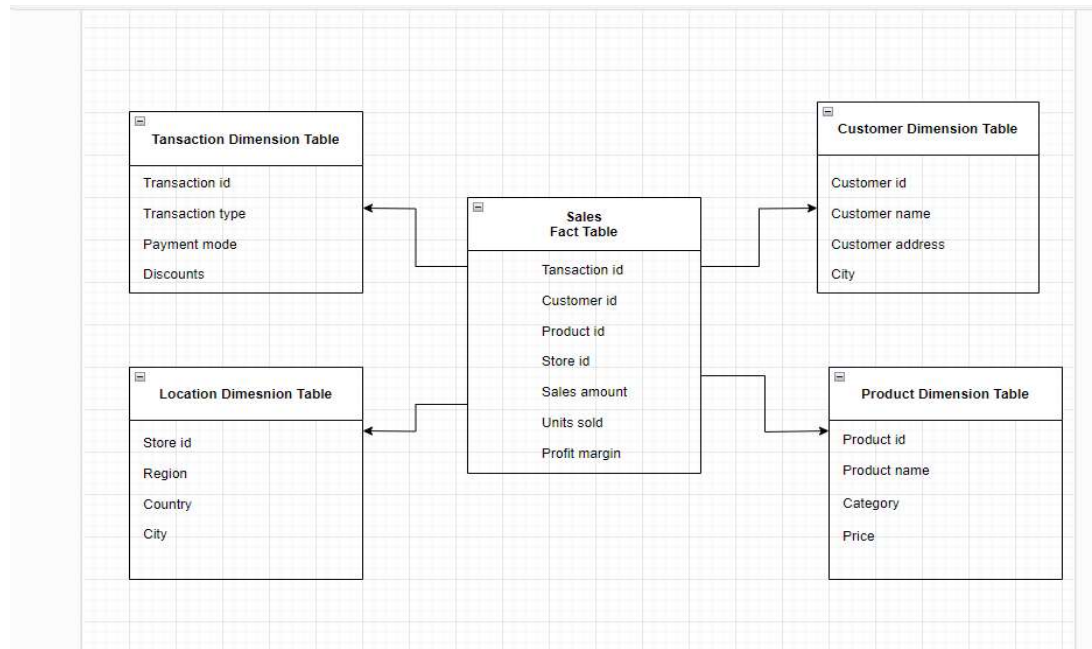 Tansaction Dimension Table
Transaction id
Transaction type
Payment mode
Discounts
Sales
Fact Table
Tansaction id
Customer id
Product id
Store id
Sales amount
Units sold
Profit margin
Customer Dimension Table
Customer id
Customer name
Customer address
City
Location Dimesnion Table
Store id
Region
Country
City
Product Dimension Table
Product id
Product name
Category
Price